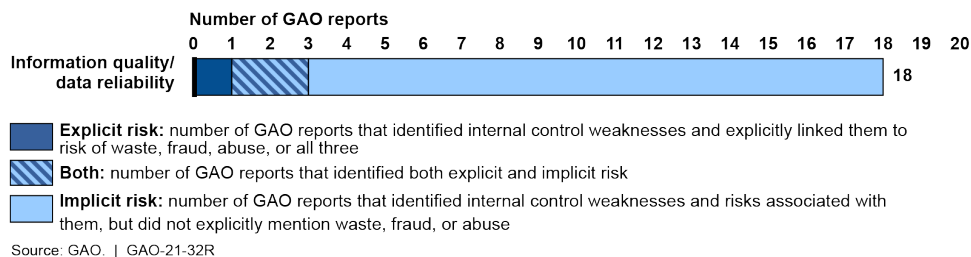 Number of GAO reports
0 1 2 3 4 5 6 7 8 9 10 11 12 13 14 15 16 17 18 19 20
Information quality/
data reliability
18
Explicit risk: number of GAO reports that identified internal control weaknesses and explicitly linked them to
risk of waste, fraud, abuse, or all three
Both: number of GAO reports that identified both explicit and implicit risk
Implicit risk: number of GAO reports that identified internal control weaknesses and risks associated with
them, but did not explicitly mention waste, fraud, or abuse
Source: GAO. | GAO-21-32R